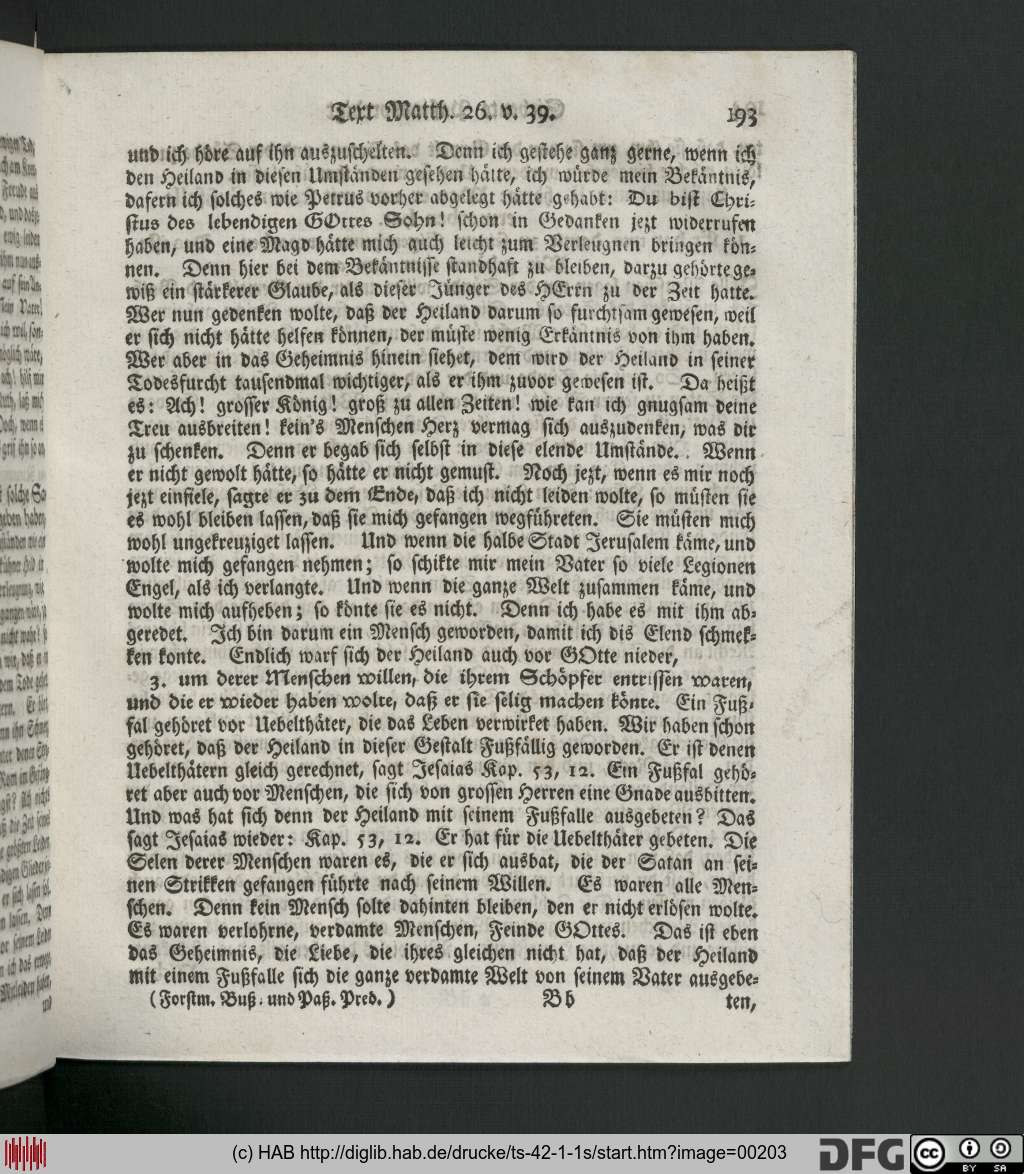 Text Matth. 26. v. 39. 193
und ich höre auf ihn auszuschelten. Denn ich gestehe ganz gerne, wenn ich
den Heiland in diesen Umständen gesehen hätte, ich würde mein Bekäntnis,
dafern ich solches wie Petrus vorher abgelegt hätte gehabt: Du bist Chri-
stus des lebendigen GOttes Sohn! schon in Gedanken jezt widerrufen
haben, und eine Magd hätte mich auch leicht zum Verleugnen bringen kön-
nen. Denn hier bei dem Bekäntnisse standhaft zu bleiben, darzu gehörte ge-
wiß ein stärkerer Glaube, als dieser Jünger des HErrn zu der Zeit hatte.
Wer nun gedenken wolte, daß der Heiland darum so furchtsam gewesen, weil
er sich nicht hätte helfen können, der müste wenig Erkäntnis von ihm haben.
Wer aber in das Geheimnis hinein siehet, dem wird der Heiland in seiner
Todesfurcht tausendmal wichtiger, als er ihm zuvor gewesen ist. Da heißt
es: Ach! grosser König! groß zu allen Zeiten! wie kan ich gnugsam deine
Treu ausbreiten! kein's Menschen Herz vermag sich auszudenken, was dir
zu schenken. Denn er begab sich selbst in diese elende Umstände. Wenn
er nicht gewolt hätte, so hätte er nicht gemust. Noch jezt, wenn es mir noch
jezt einfiele, sagte er zu dem Ende, daß ich nicht leiden wolte, so müsten sie
es wohl bleiben lassen, daß sie mich gefangen wegführeten. Sie müsten mich
wohl ungekreuziget lassen. Und wenn die halbe Stadt Jerusalem käme, und
wolte mich gefangen nehmen; so schikte mir mein Vater so viele Legionen
Engel, als ich verlangte. Und wenn die ganze Welt zusammen käme, und
wolte mich aufheben; so könte sie es nicht. Denn ich habe es mit ihm ab-
geredet. Ich bin darum ein Mensch geworden, damit ich dis Elend schmek-
ken konte. Endlich warf sich der Heiland auch vor GOtte nieder,
3. um derer Menschen willen, die ihrem Schöpfer entrissen waren,
und die er wieder haben wolte, daß er sie selig machen könte. Ein Fuß-
fal gehöret vor Uebelthäter, die das Leben verwirket haben. Wir haben schon
gehöret, daß der Heiland in dieser Gestalt Fußfällig geworden. Er ist denen
Uebelthätern gleich gerechnet, sagt Jesaias Kap. 53, 12. Ein Fußfal gehö-
ret aber auch vor Menschen, die sich von grossen Herren eine Gnade ausbitten.
Und was hat sich denn der Heiland mit seinem Fußfalle ausgebeten? Das
sagt Jesaias wieder: Kap. 53, 12. Er hat für die Uebelthäter gebeten. Die
Selen derer Menschen waren es, die er sich ausbat, die der Satan an sei-
nen Strikken gefangen führte nach seinem Willen. Es waren alle Men-
schen. Denn kein Mensch solte dahinten bleiben, den er nicht erlösen wolte.
Es waren verlohrne, verdamte Menschen, Feinde GOttes. Das ist eben
das Geheimnis, die Liebe, die ihres gleichen nicht hat, daß der Heiland
mit einem Fußfalle sich die ganze verdamte Welt von seinem Vater ausgebe-
(Forstm. Buß- und Paß. Pred.) Bb ten,
(c) HAB http://diglib.hab.de/drucke/ts-42-1-1s/start.htm?image=00203
DFG cc BY SA